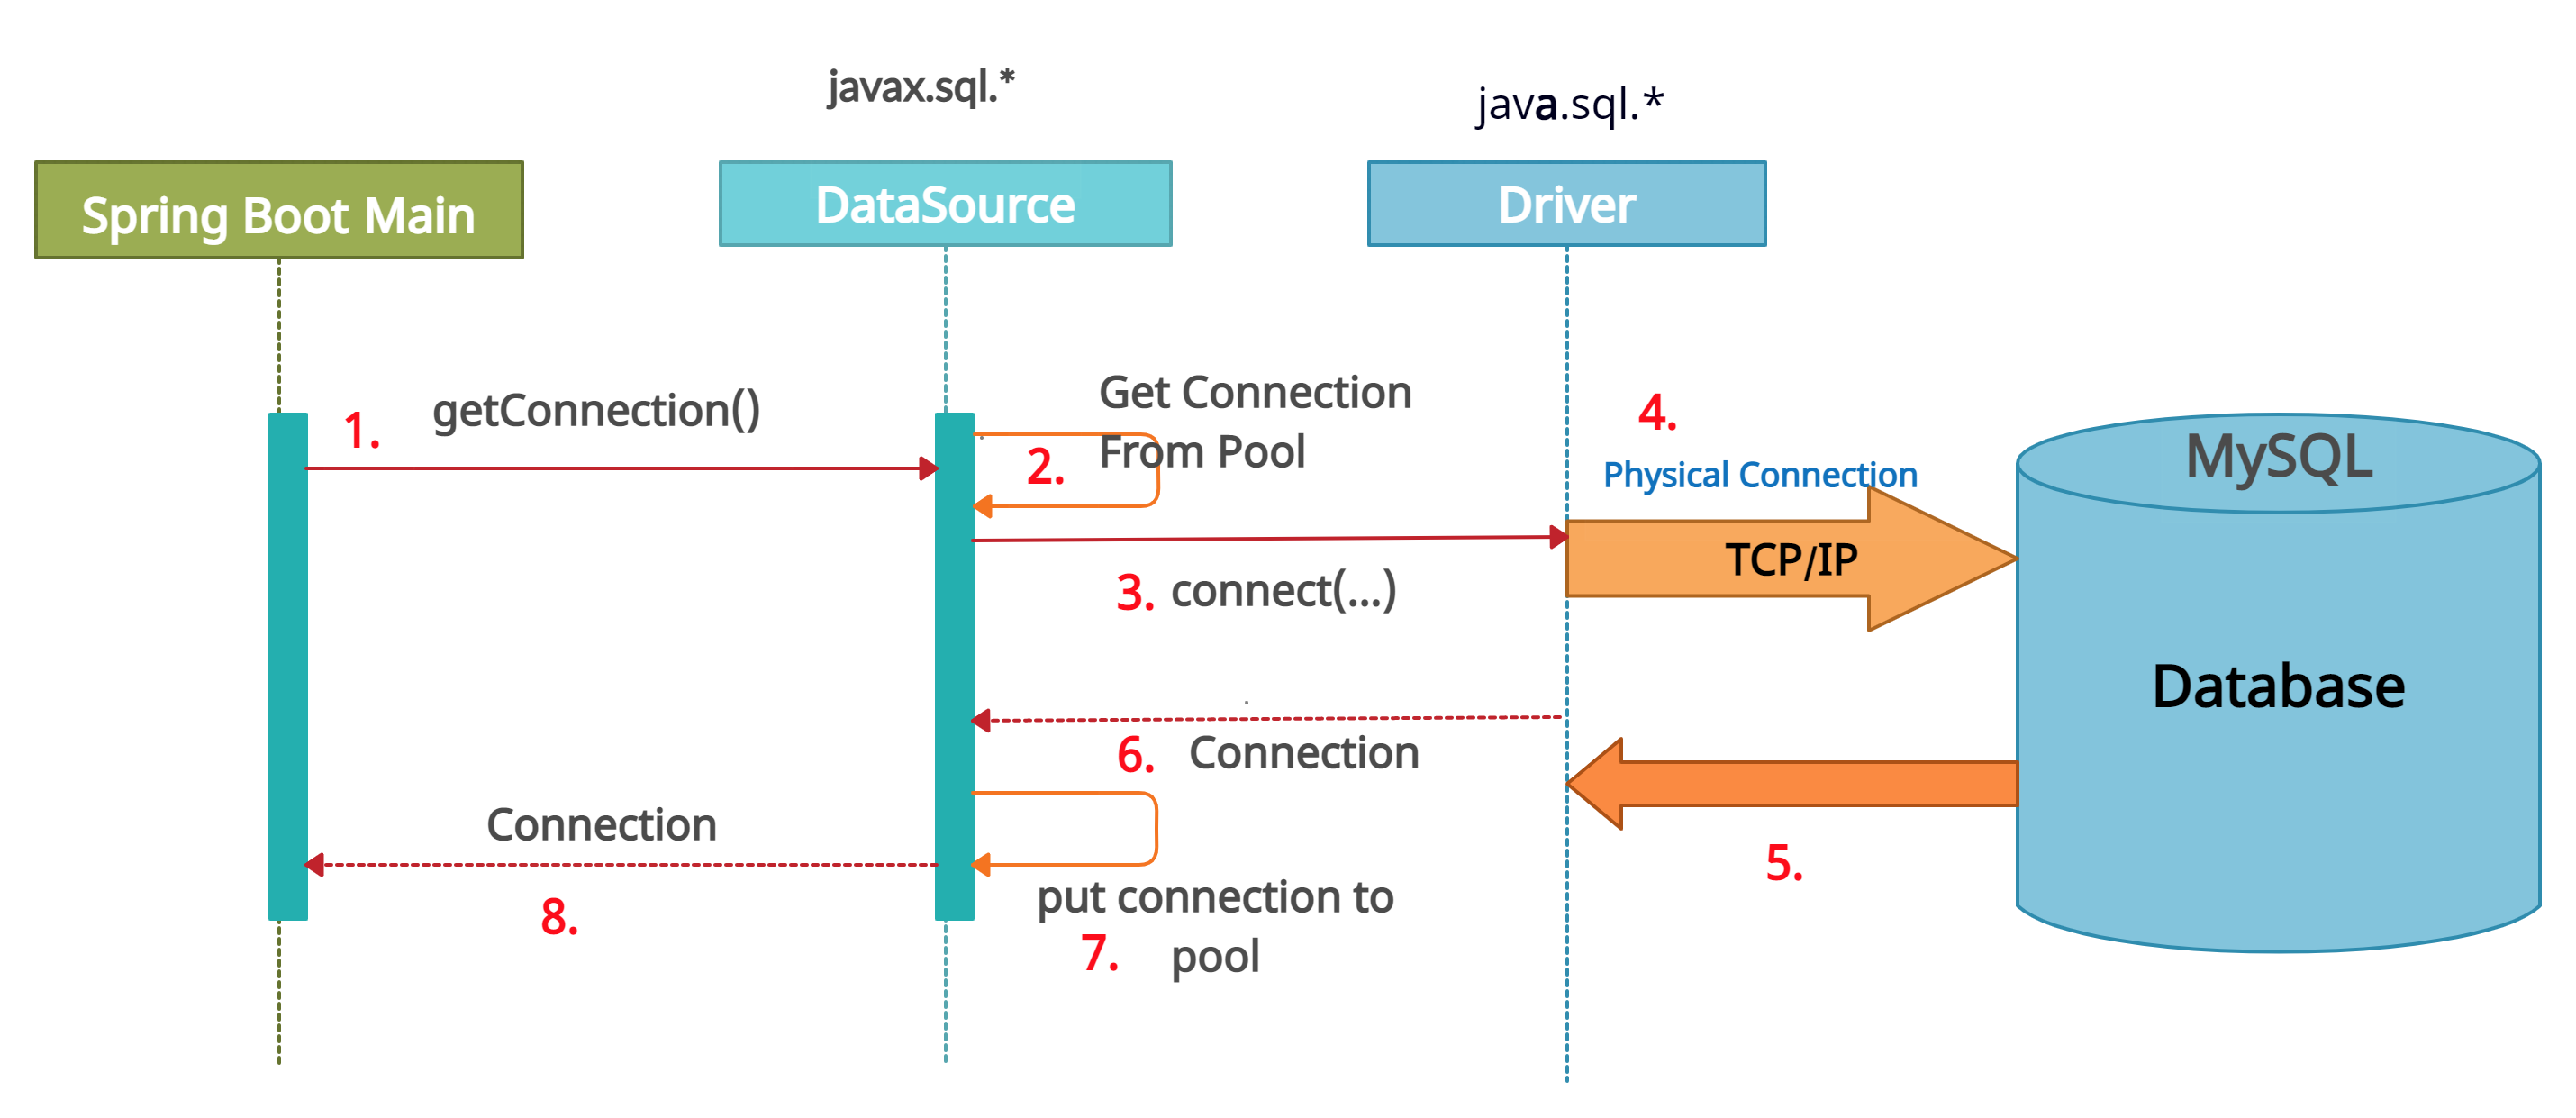 javax.sql.*
java.sql.*
Spring Boot Main
DataSource
Driver
1.
getConnection()
Get Connection
From Pool
2.
4.
Physical Connection
TCP/IP
MySQL
Database
3. connect(...)
6. Connection
5.
Connection
8.
put connection to
7. pool